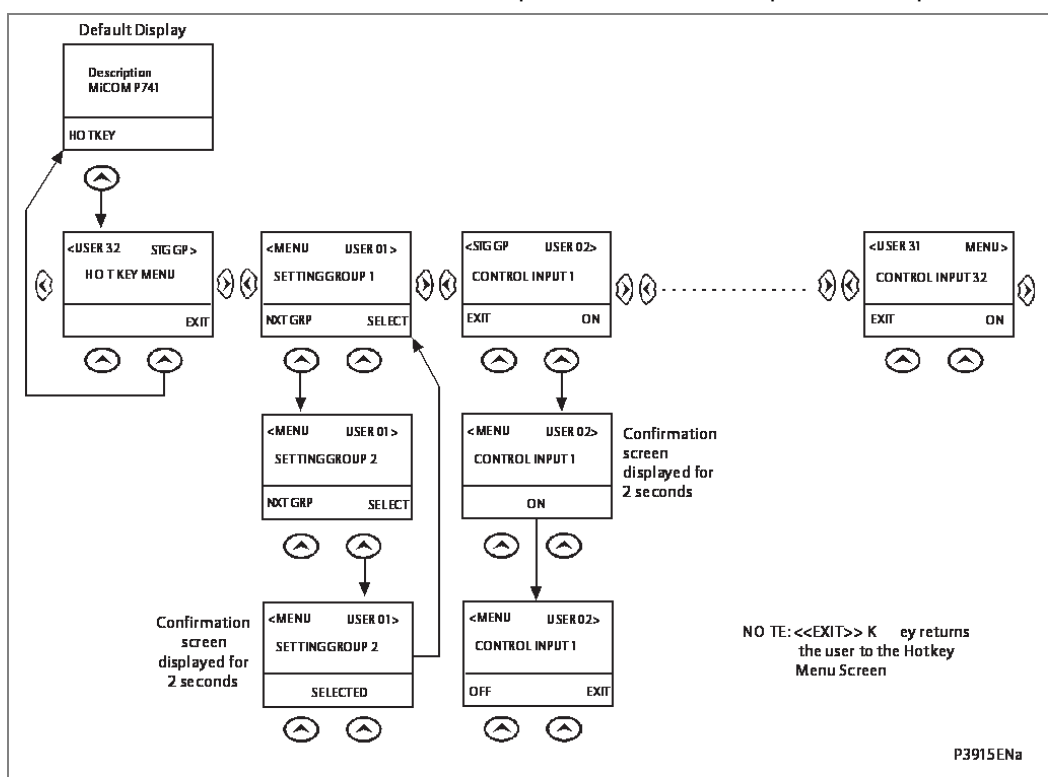 Default Display
Description
MiCOM P741
HOTKEY
<USER 32 STG GP>
HOTKEY MENU
EXIT
<MENU USER 01>
SETTING GROUP 1
NXT GRP SELECT
<STG GP USER 02>
CONTROL INPUT 1
EXIT ON
<USER 31 MENU>
CONTROL INPUT 32
EXIT ON
<MENU USER 01>
SETTING GROUP 2
NXT GRP SELECT
<MENU USER 02>
CONTROL INPUT 1
ON
Confirmation
screen
displayed for
2 seconds
Confirmation
screen
displayed for
2 seconds
<MENU USER 01>
SETTING GROUP 2
SELECTED
<MENU USER 02>
CONTROL INPUT 1
OFF EXIT
NOTE: <<EXIT>> Key returns
the user to the Hotkey
Menu Screen
P3915ENa